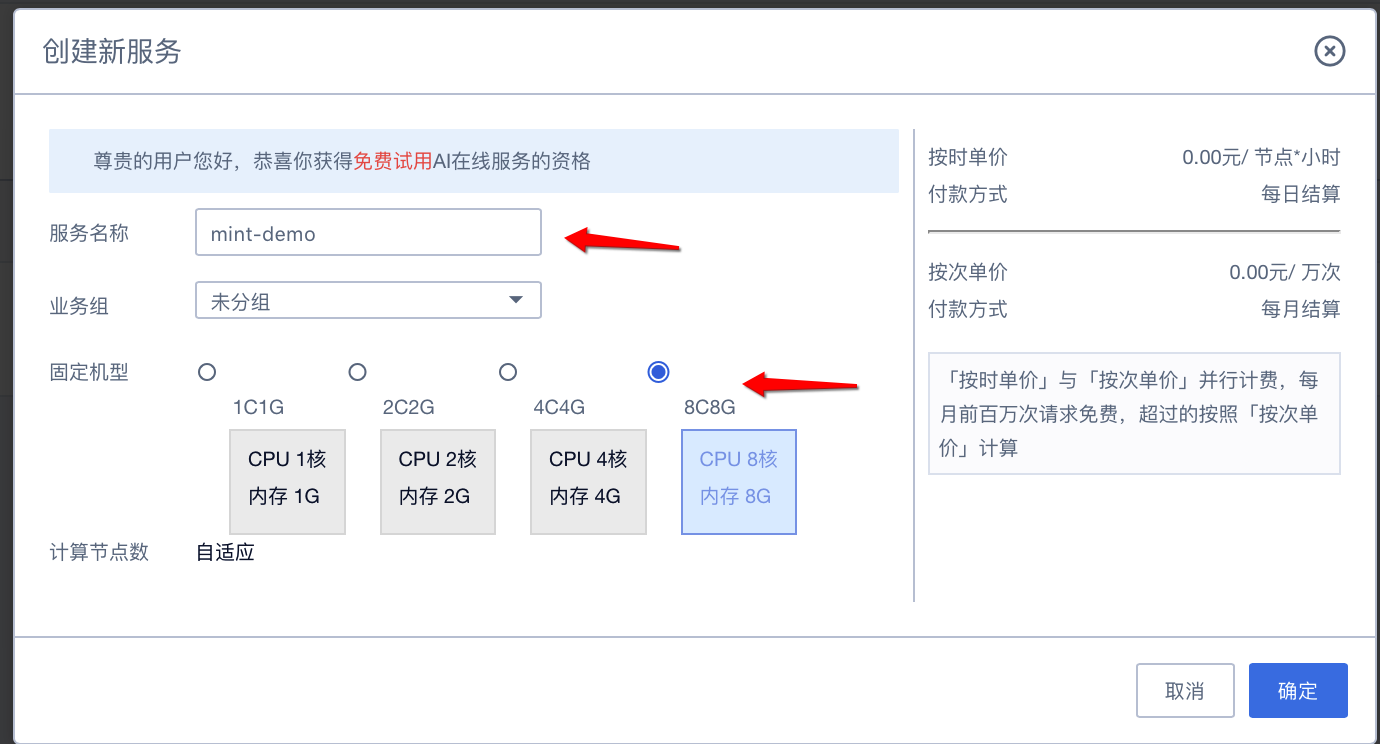 创建新服务
尊贵的用户您好，恭喜你获得免费试用AI在线服务的资格
服务名称
mint-demo
业务组
未分组
固定机型
1C1G
2C2G
4C4G
8C8G
CPU 1核
内存 1G
CPU 2核
内存 2G
CPU 4核
内存 4G
CPU 8核
内存 8G
计算节点数
自适应
按时单价
0.00元/ 节点*小时
付款方式
每日结算
按次单价
0.00元/ 万次
付款方式
每月结算
「按时单价」与「按次单价」并行计费，每
月前百万次请求免费，超过的按照「按次单
价」计算
取消
确定